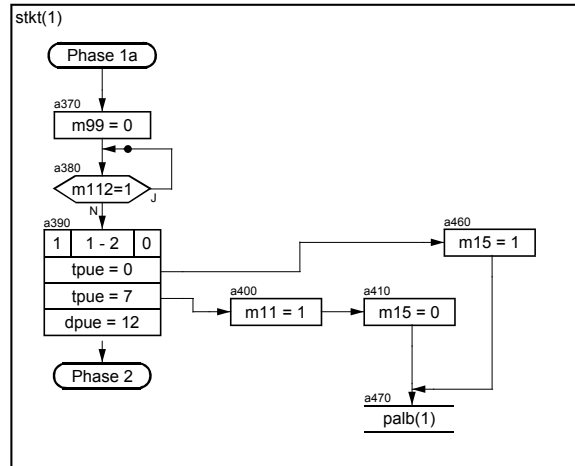 stkt(1)
Phase 1a
a370
m99 = 0
a380
m112=1
J
N
a390
1 1 - 2 0
tpue = 0
tpue = 7
dpue = 12
Phase 2
a460
m15 = 1
a400
m11 = 1
a410
m15 = 0
a470
palb(1)